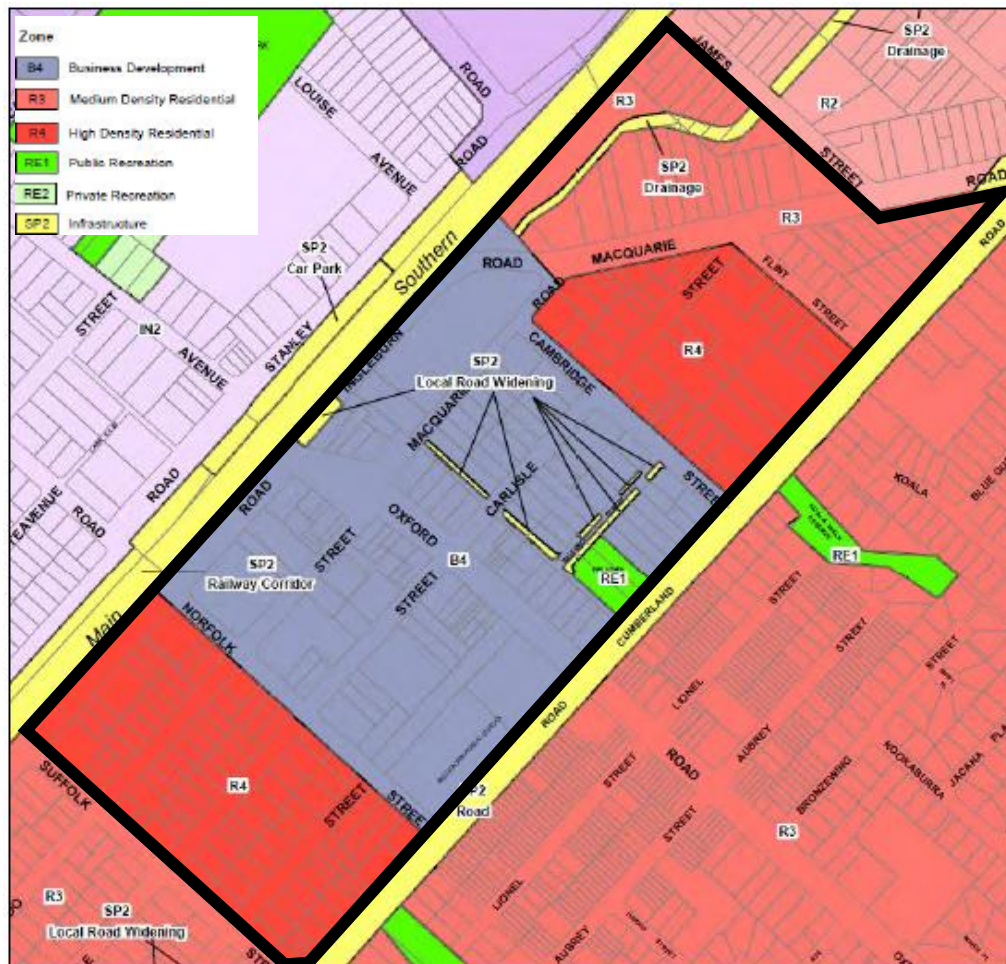 Zone
B4 Business Development
R3 Medium Density Residential
R4 High Density Residential
RE1 Public Recreation
RE2 Private Recreation
SP2 Infrastructure
SP2
Drainage
JAMES
ROAD
LOUISE
R3
R2
AVENUE
ROAD
SP2
Drainage
STREET
ROAD
R3
ROAD
SP2
Car Park
Southern
ROAD
MACQUARIE
STREET
FLINT
STREET
STREET
IN2
AVENUE
STANLEY
ROAD
CAMBRIDGE
R4
SP2
Local Road Widening
MACQUARIE
CARLISLE
STREET
KOALA
ROAD
ROAD
ROAD
OXFORD
STREET
B4
STREET
RE1
RE1
SP2
Railway Corridor
CUMBERLAND
STREET
STREET
STREET
Main
NORFOLK
LIONEL
ROAD
ROAD
AUBREY
KOOKABURRA
JACANA
SUFFOLK
R4
STREET
STREE
SP2
Road
STREET
BRONZEWING
STREET
R3
LIONEL
R3
SP2
Local Road Widening
AUBREY